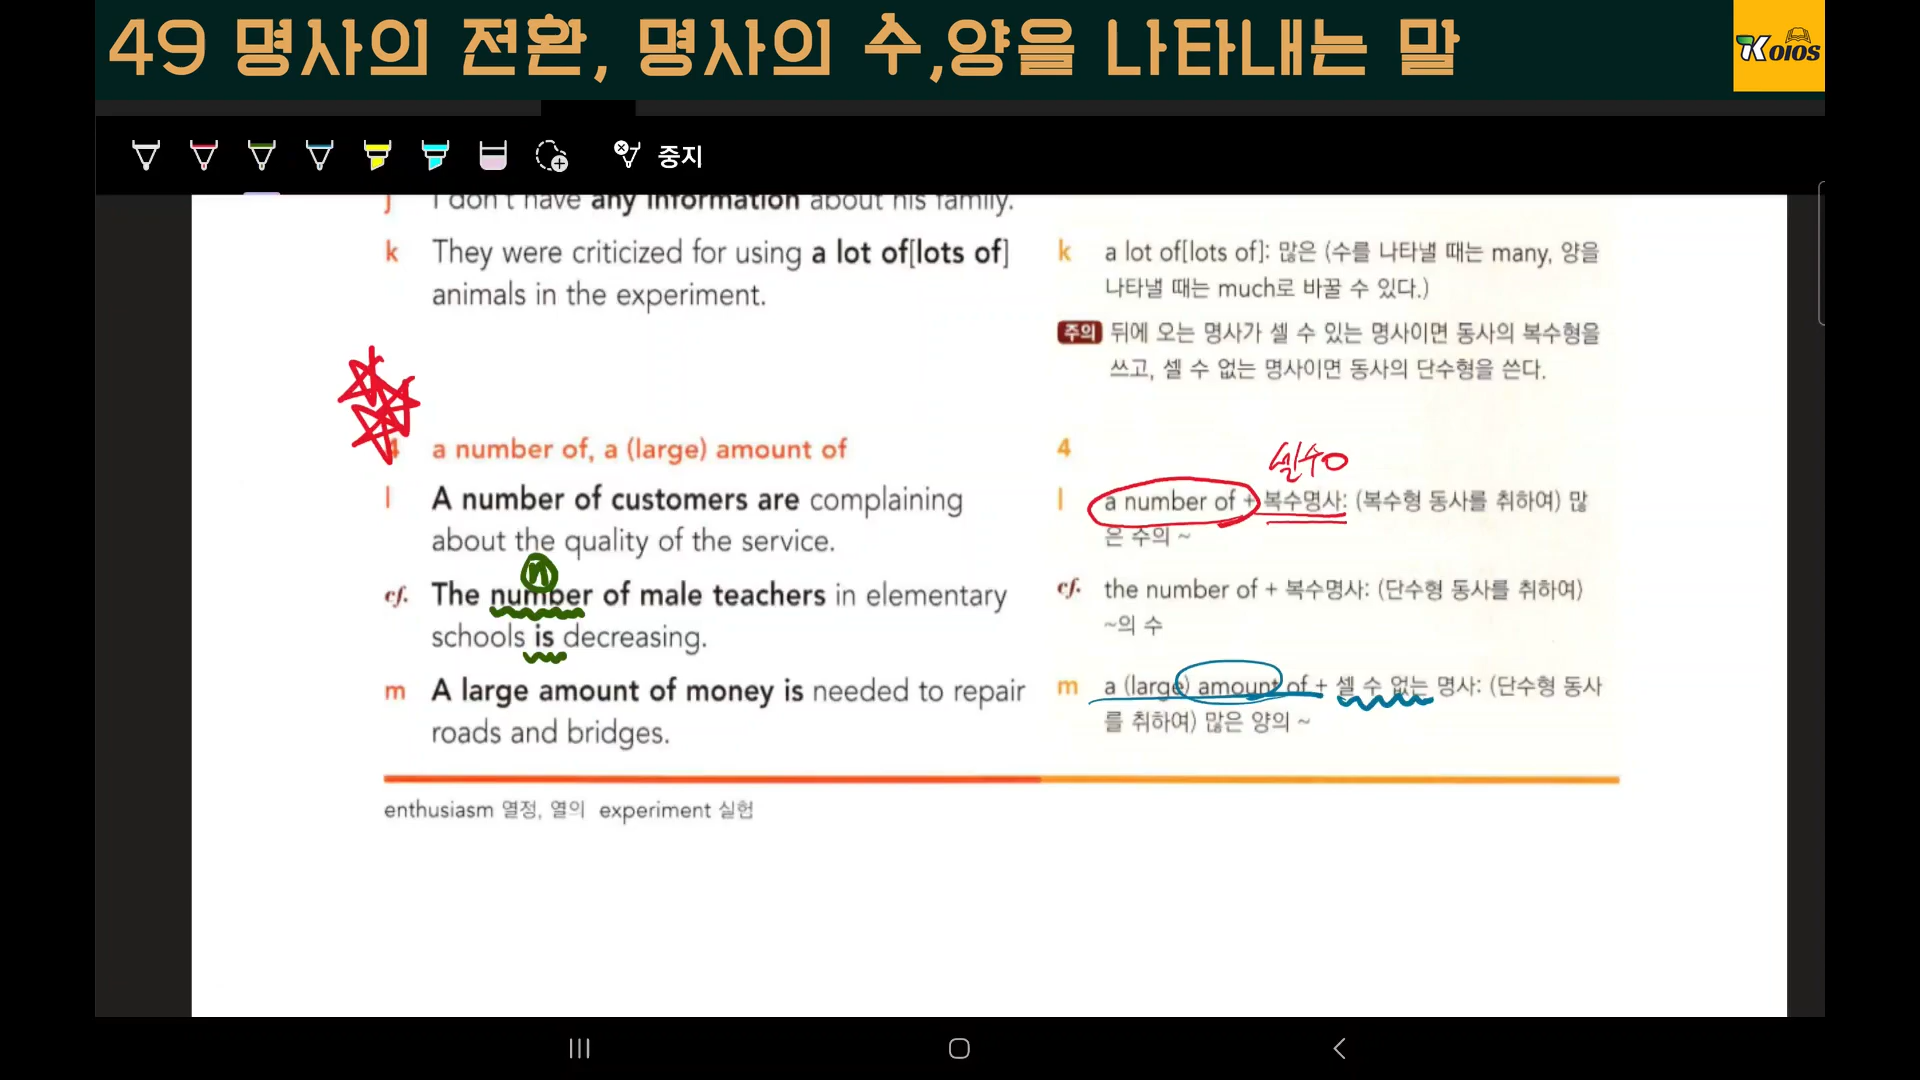 49 명사의 전환, 명사의 수,양을 나타내는 말
Koios
중지
j I don't have any information about his family.
k They were criticized for using a lot of[lots of]
animals in the experiment.
k a lot of[lots of]: 많은 (수를 나타낼 때는 many, 양을
나타낼 때는 much로 바꿀 수 있다.)
주의 뒤에 오는 명사가 셀 수 있는 명사이면 동사의 복수형을
쓰고, 셀 수 없는 명사이면 동사의 단수형을 쓴다.
4 a number of, a (large) amount of
l A number of customers are complaining
about the quality of the service.
n
cf. The number of male teachers in elementary
schools is decreasing.
m A large amount of money is needed to repair
roads and bridges.
4
셀수O
l a number of + 복수명사: (복수형 동사를 취하여) 많
은 수의 ~
cf. the number of + 복수명사: (단수형 동사를 취하여)
~의 수
m a (large) amount of + 셀 수 없는 명사: (단수형 동사
를 취하여) 많은 양의 ~
enthusiasm 열정, 열의 experiment 실험